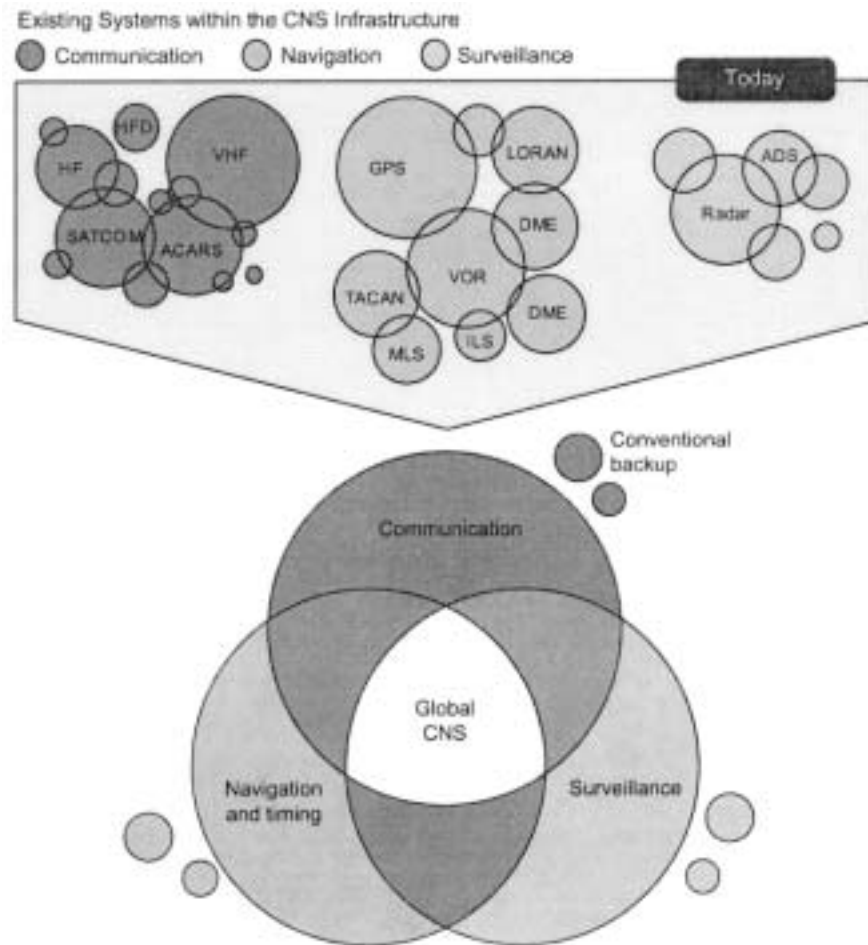 Existing Systems within the CNS Infrastructure
Communication
Navigation
Surveillance
Today
HFD
HF
VHF
SATCOM
ACARS
GPS
LORAN
DME
VOR
TACAN
DME
MLS
ILS
ADS
Radar
Conventional
backup
Communication
Global
CNS
Navigation
and timing
Surveillance